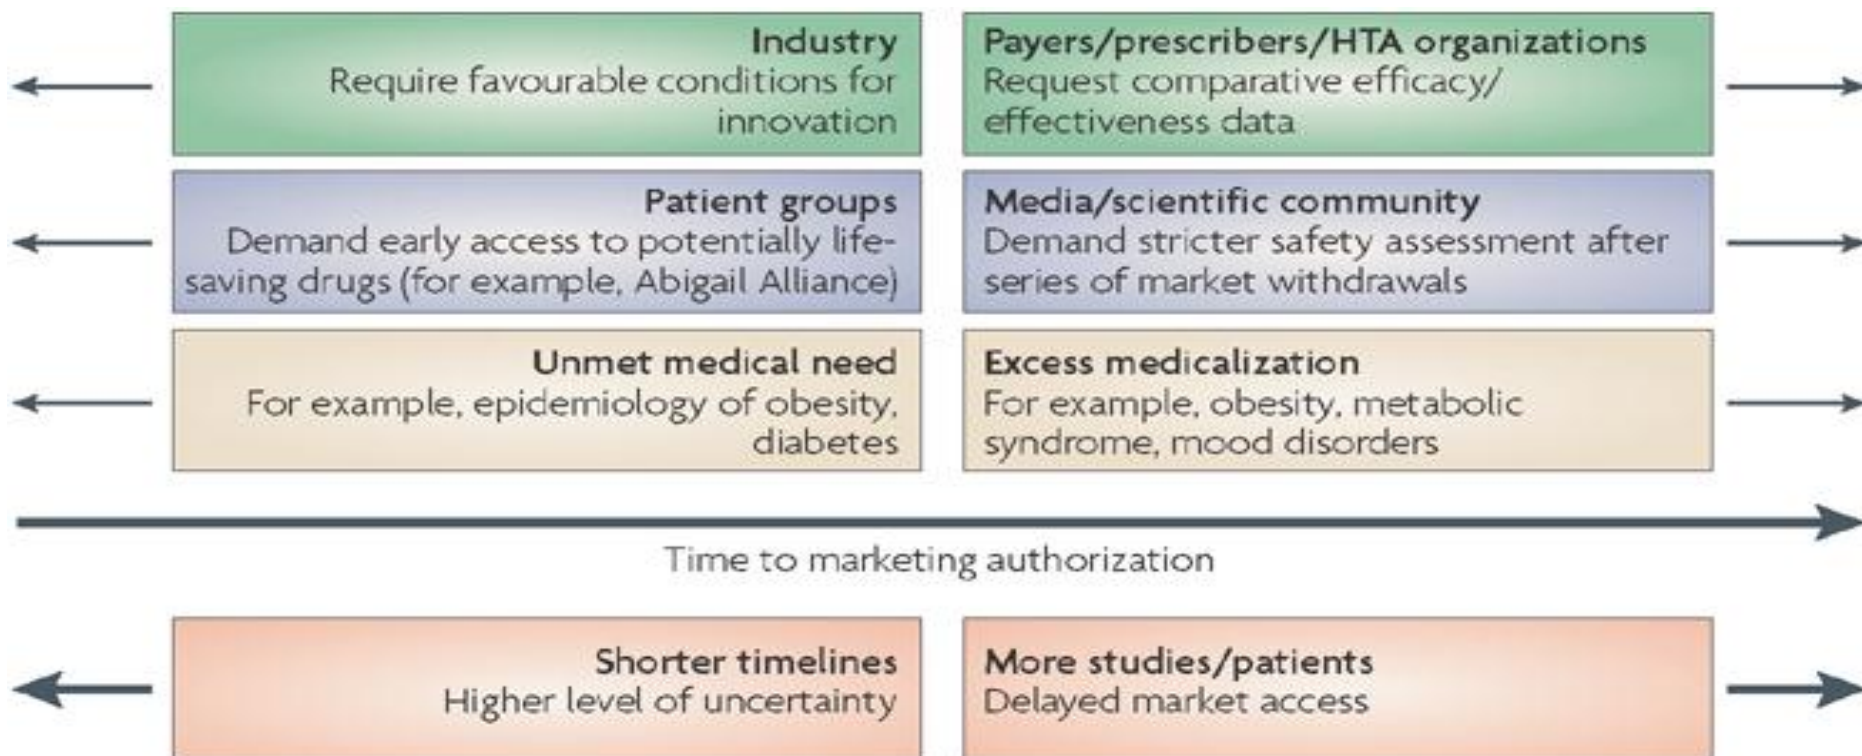 Industry
Require favourable conditions for
innovation
Payers/prescribers/HTA organizations
Request comparative efficacy/
effectiveness data
Patient groups
Demand early access to potentially life-
saving drugs (for example, Abigail Alliance)
Media/scientific community
Demand stricter safety assessment after
series of market withdrawals
Unmet medical need
For example, epidemiology of obesity,
diabetes
Excess medicalization
For example, obesity, metabolic
syndrome, mood disorders
Time to marketing authorization
Shorter timelines
Higher level of uncertainty
More studies/patients
Delayed market access